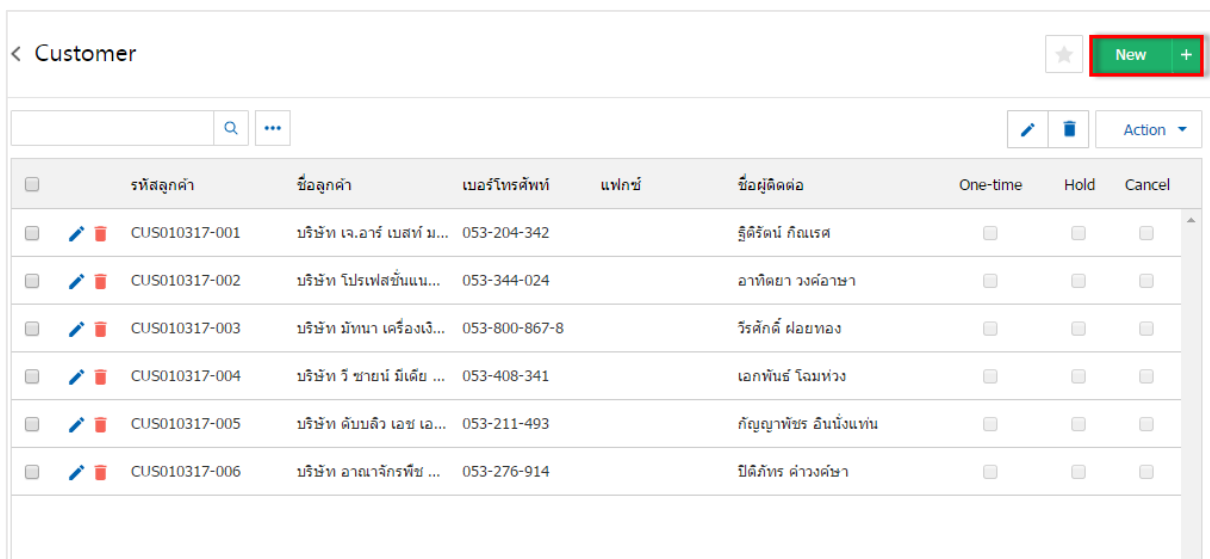 < Customer
New +
Action
รหัสลูกค้า ชื่อลูกค้า เบอร์โทรศัพท์ แฟกซ์ ชื่อผู้ติดต่อ One-time Hold Cancel
CUS010317-001 บริษัท เจ.อาร์ เบสท์ ม... 053-204-342 ฐิติรัตน์ กิณเรศ
CUS010317-002 บริษัท โปรเฟสชั่นแน... 053-344-024 อาทิตยา วงค์อาษา
CUS010317-003 บริษัท มัทนา เครื่องเงิ... 053-800-867-8 วีรศักดิ์ ฝอยทอง
CUS010317-004 บริษัท วี ซายน์ มีเดีย ... 053-408-341 เอกพันธ์ โฉมห่วง
CUS010317-005 บริษัท ดับบลิว เอช เอ... 053-211-493 กัญญาพัชร อินนั่งแท่น
CUS010317-006 บริษัท อาณาจักรพืช ... 053-276-914 ปิติภัทร คำวงศ์ษา